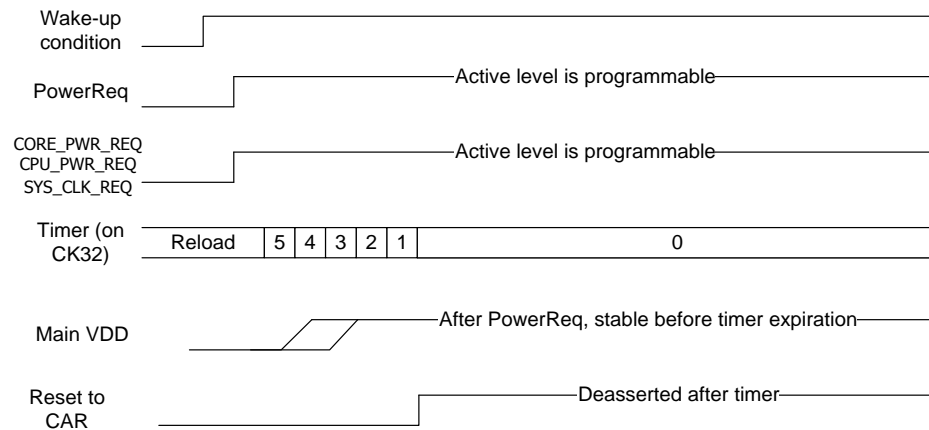 Wake-up
condition
PowerReq
Active level is programmable
CORE_PWR_REQ
CPU_PWR_REQ
SYS_CLK_REQ
Active level is programmable
Timer (on
CK32)
Reload 5 4 3 2 1 0
Main VDD
After PowerReq, stable before timer expiration
Reset to
CAR
Deasserted after timer